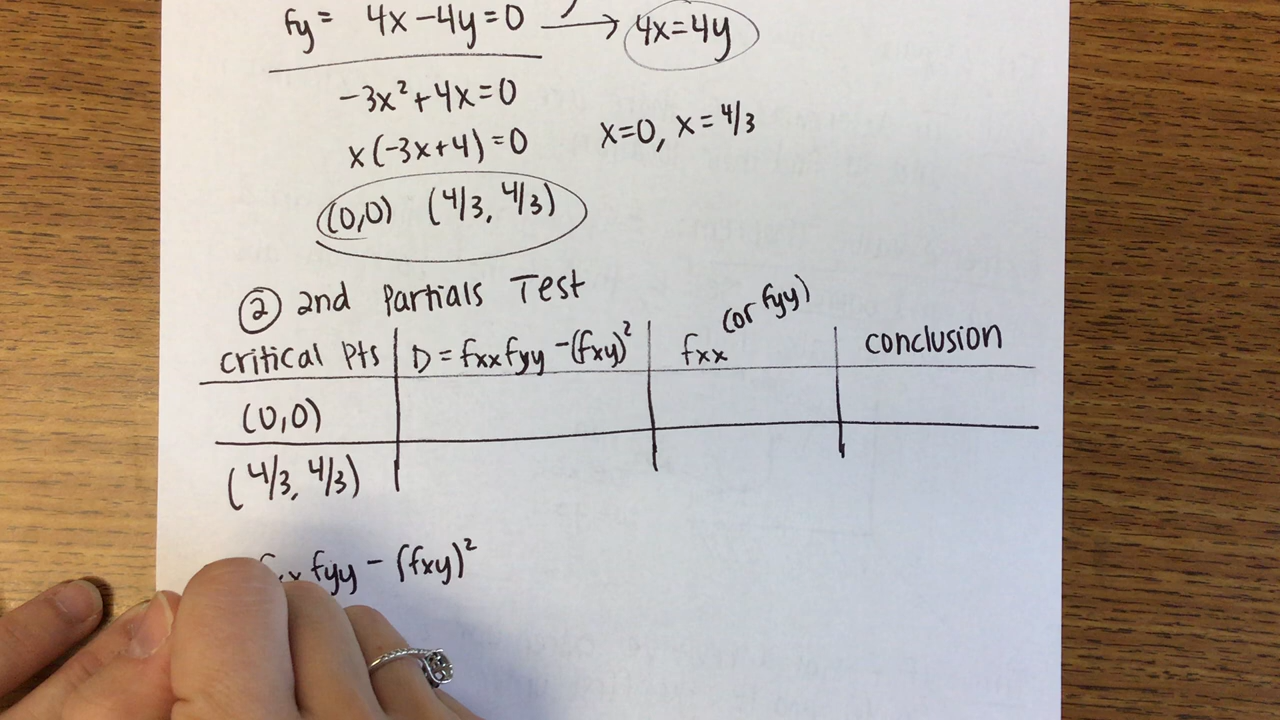 fy = 4x - 4y = 0 → 4x = 4y
-3x² + 4x = 0
x(-3x+4) = 0 x=0, x = 4/3
(0,0) (4/3, 4/3)
② 2nd Partials Test
critical pts D = fxx fyy - (fxy)² fxx (or fyy) conclusion
(0,0)
(4/3, 4/3)
fyy - (fxy)²